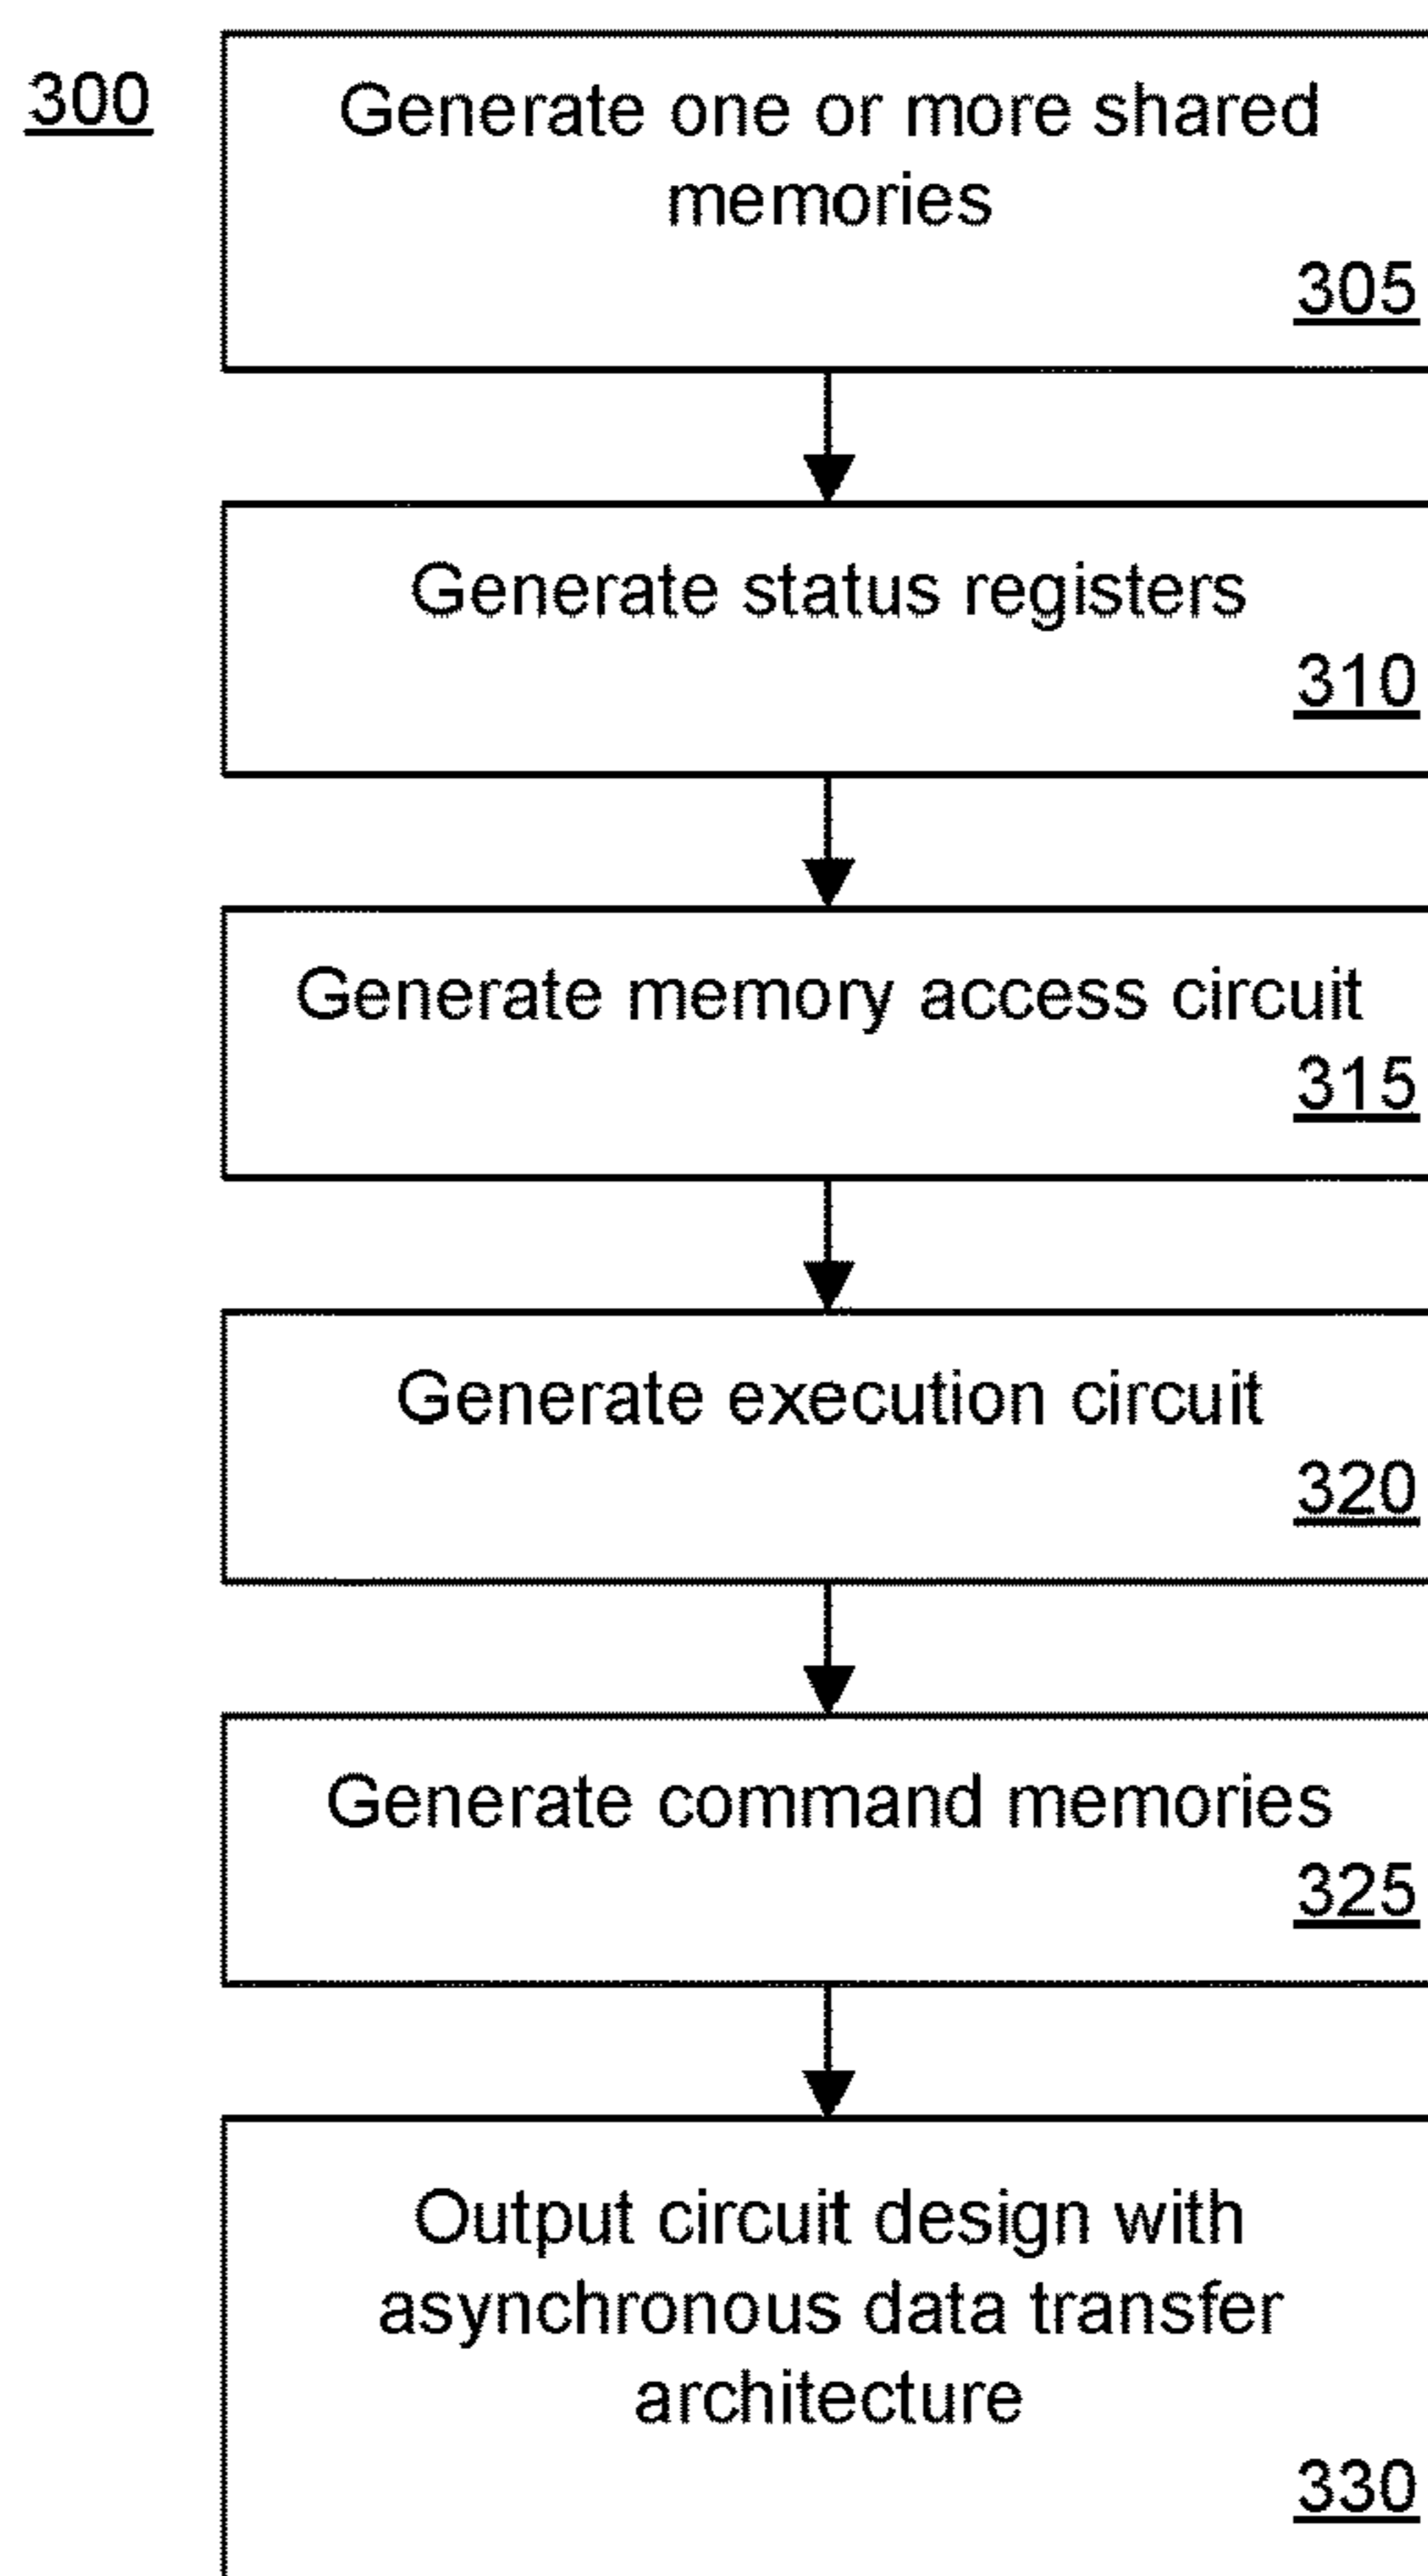 300
Generate one or more shared
memories
305
Generate status registers
310
Generate memory access circuit
315
Generate execution circuit
320
Generate command memories
325
Output circuit design with
asynchronous data transfer
architecture
330